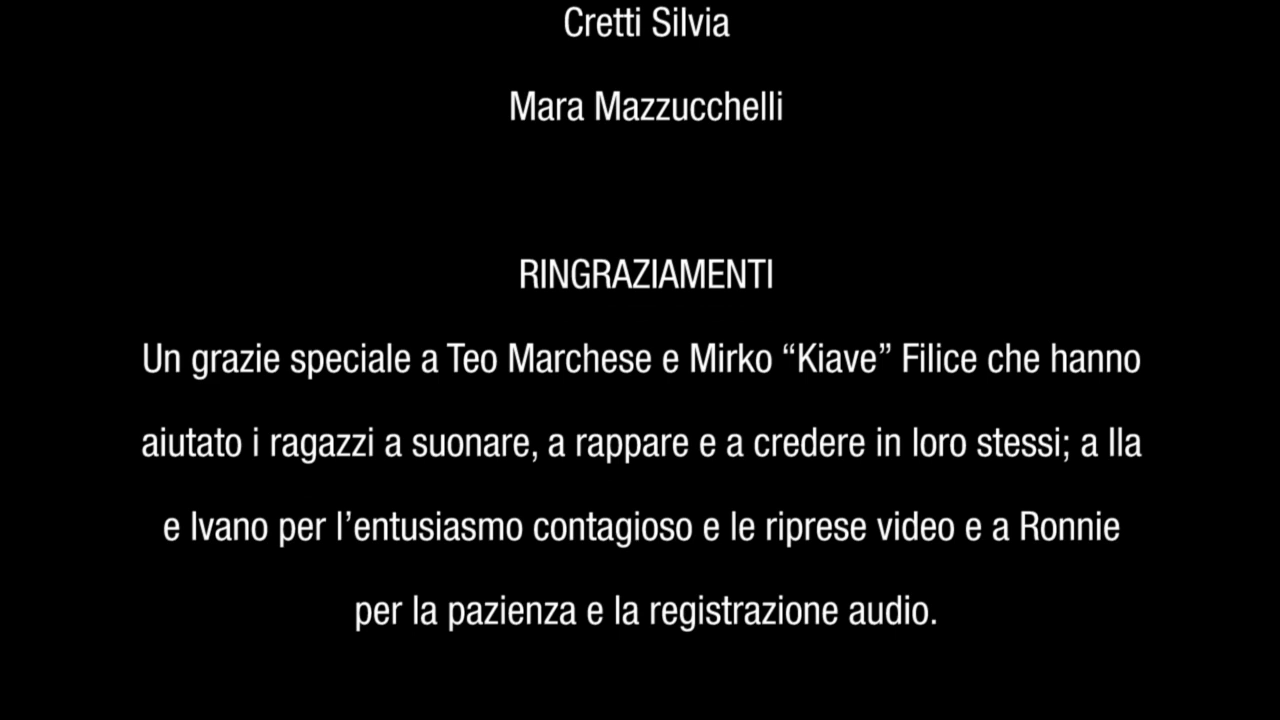 Cretti Silvia
Mara Mazzucchelli
RINGRAZIAMENTI
Un grazie speciale a Teo Marchese e Mirko “Kiave” Filice che hanno
aiutato i ragazzi a suonare, a rappare e a credere in loro stessi; a Ila
e Ivano per l’entusiasmo contagioso e le riprese video e a Ronnie
per la pazienza e la registrazione audio.